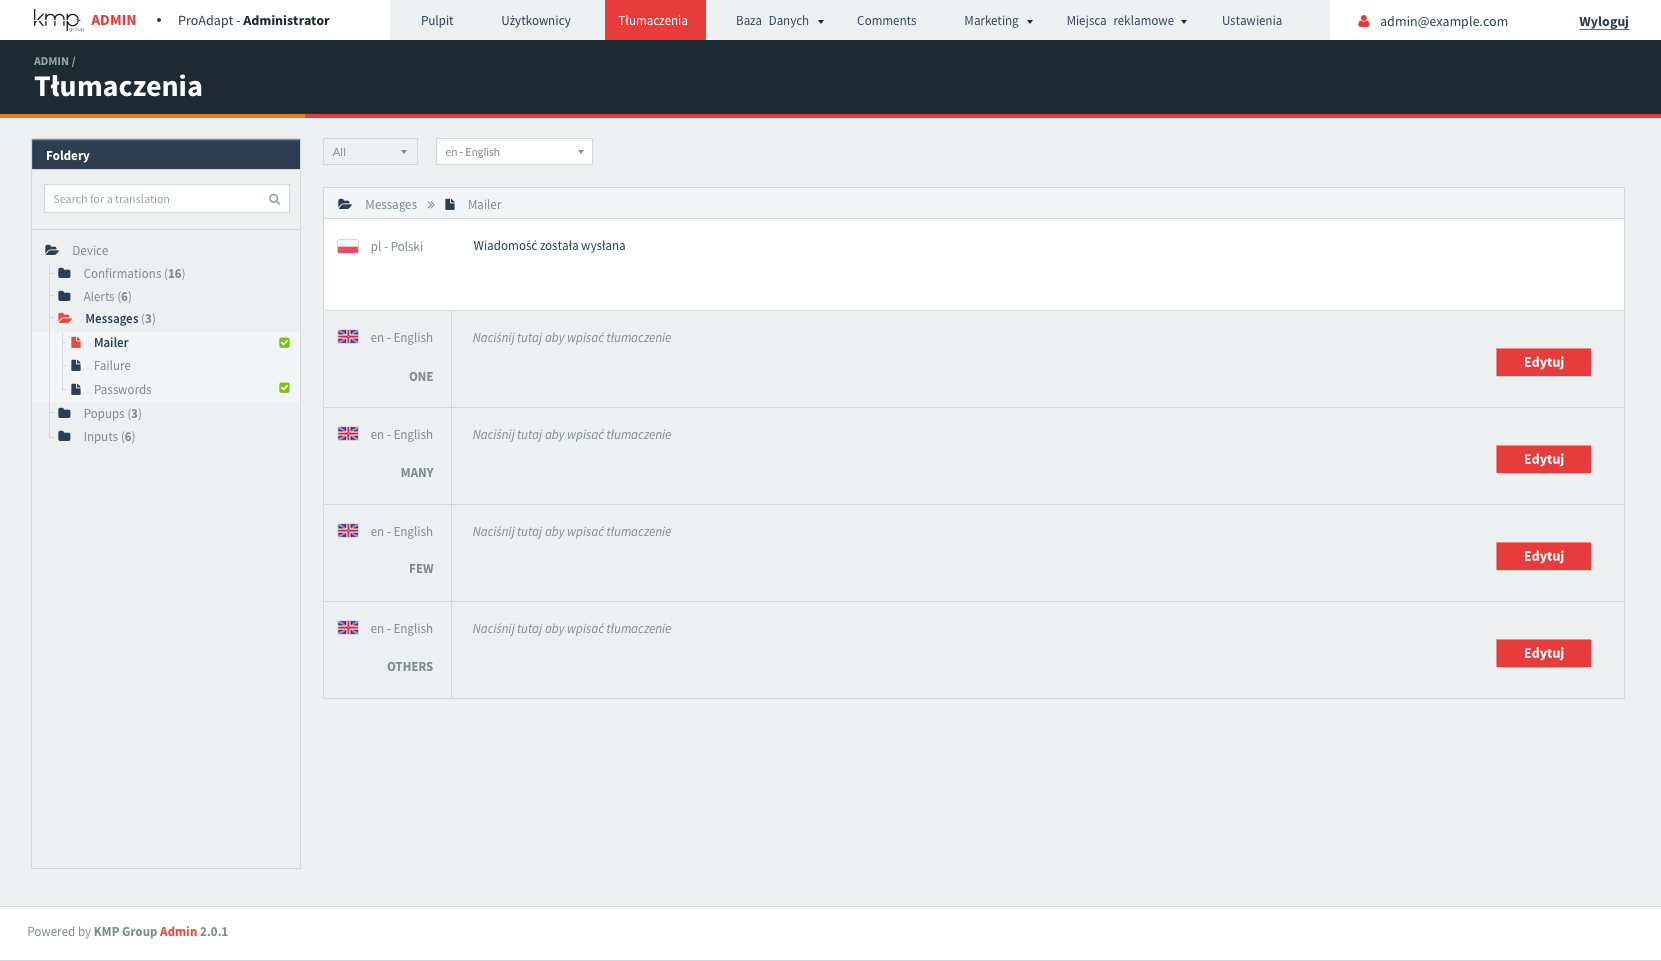 kmp group ADMIN • ProAdapt - Administrator Pulpit Użytkownicy Tłumaczenia Baza Danych Comments Marketing Miejsca reklamowe Ustawienia admin@example.com Wyloguj
ADMIN /
Tłumaczenia
Foldery
Search for a translation
Device
Confirmations (16)
Alerts (6)
Messages (3)
Mailer
Failure
Passwords
Popups (3)
Inputs (6)
All en - English
Messages » Mailer
pl - Polski Wiadomość została wysłana
en - English Naciśnij tutaj aby wpisać tłumaczenie
ONE
Edytuj
en - English Naciśnij tutaj aby wpisać tłumaczenie
MANY
Edytuj
en - English Naciśnij tutaj aby wpisać tłumaczenie
FEW
Edytuj
en - English Naciśnij tutaj aby wpisać tłumaczenie
OTHERS
Edytuj
Powered by KMP Group Admin 2.0.1